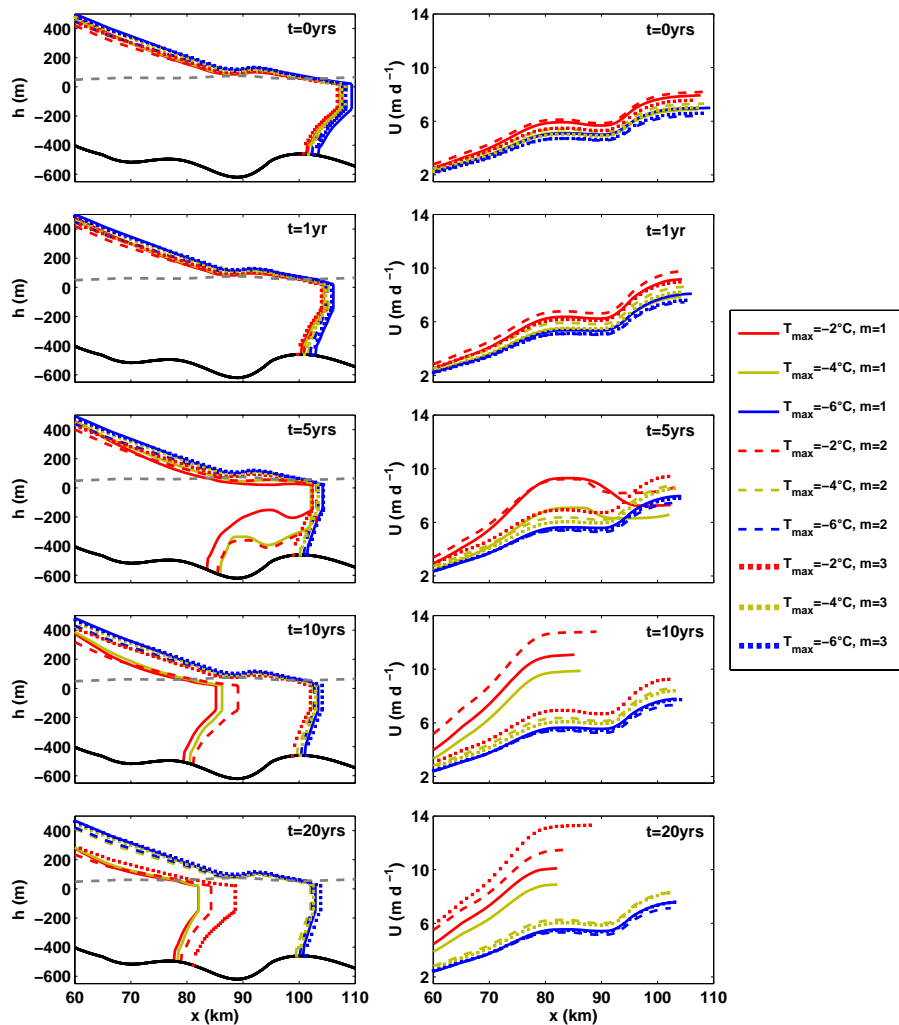 t=0yrs
h (m)
400
200
0
−200
−400
−600
t=0yrs
U (m d⁻¹)
14
10
6
2
t=1yr
h (m)
400
200
0
−200
−400
−600
t=1yr
U (m d⁻¹)
14
10
6
2
t=5yrs
h (m)
400
200
0
−200
−400
−600
t=5yrs
U (m d⁻¹)
14
10
6
2
t=10yrs
h (m)
400
200
0
−200
−400
−600
t=10yrs
U (m d⁻¹)
14
10
6
2
t=20yrs
h (m)
400
200
0
−200
−400
−600
60 70 80 90 100 110
x (km)
t=20yrs
U (m d⁻¹)
14
10
6
2
60 70 80 90 100 110
x (km)
T_max=−2°C, m=1
T_max=−4°C, m=1
T_max=−6°C, m=1
T_max=−2°C, m=2
T_max=−4°C, m=2
T_max=−6°C, m=2
T_max=−2°C, m=3
T_max=−4°C, m=3
T_max=−6°C, m=3